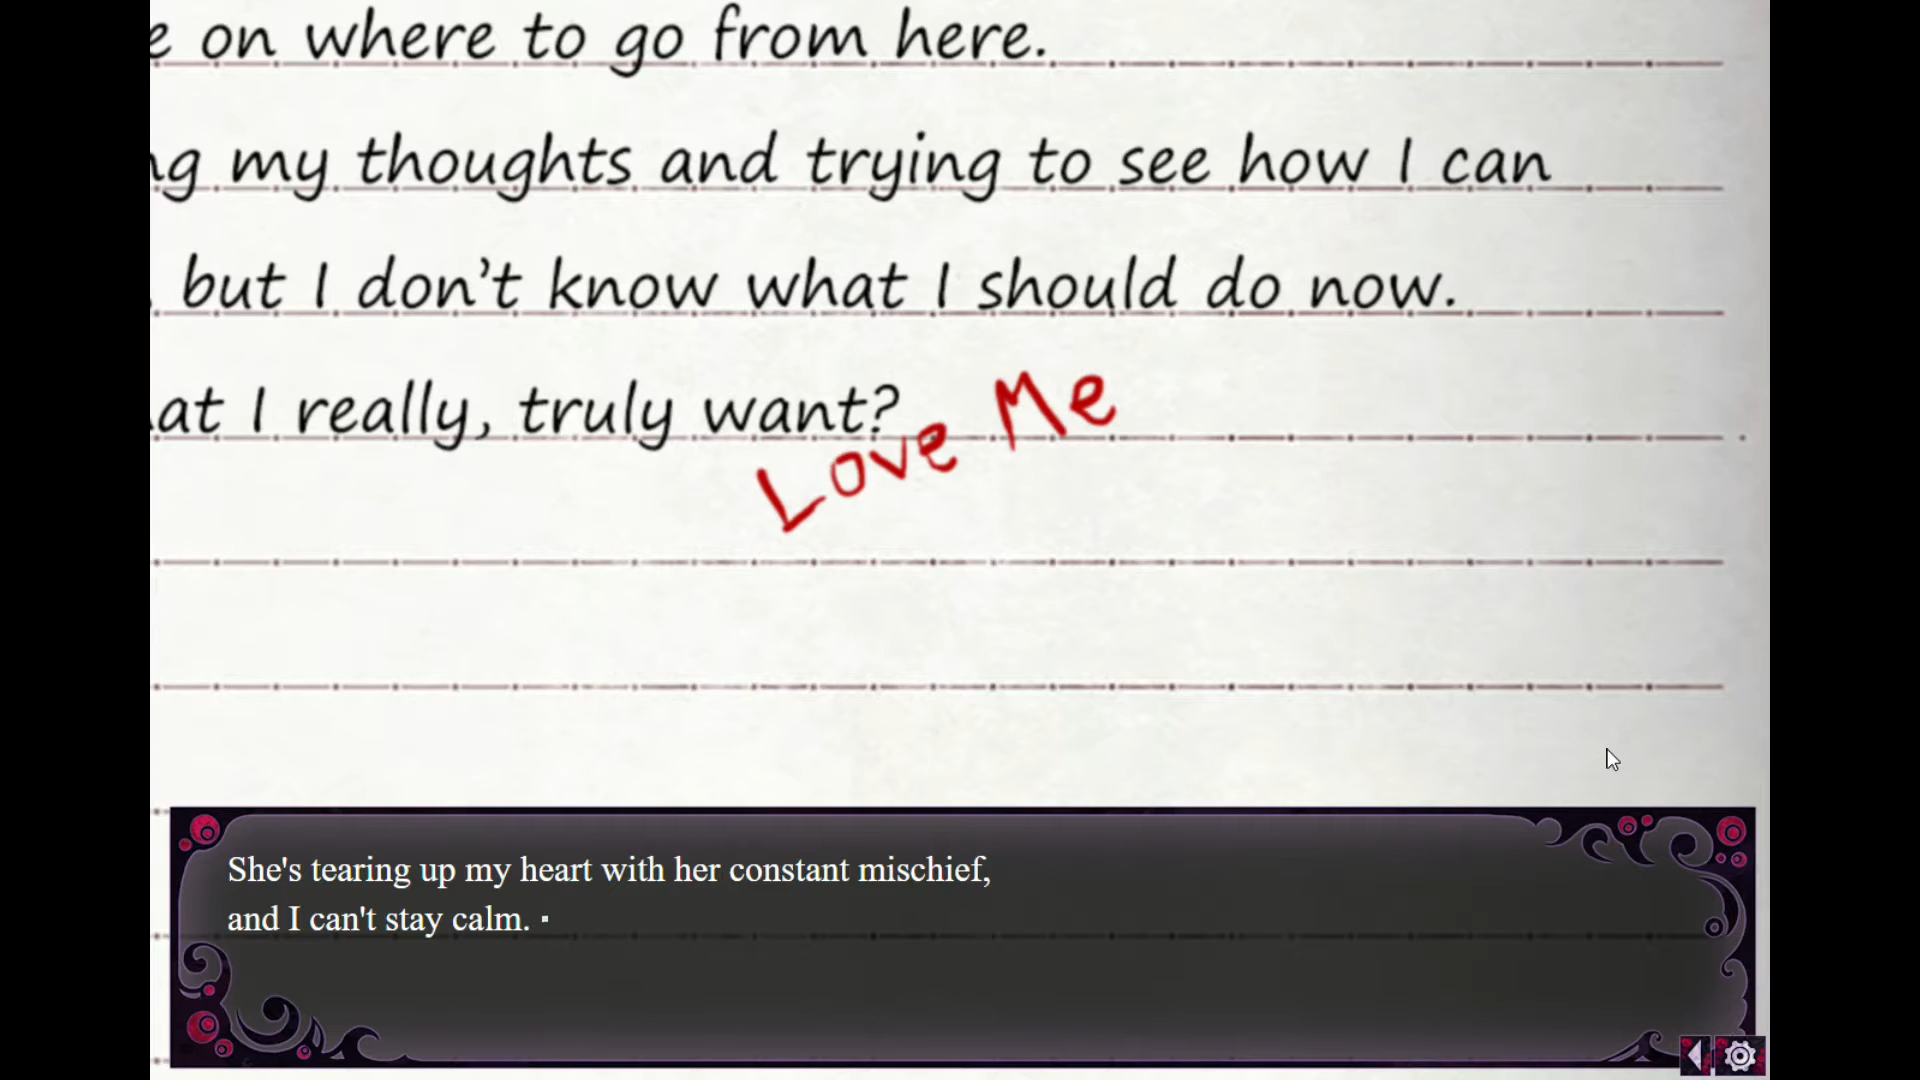 on where to go from here.
my thoughts and trying to see how I can
but I don't know what I should do now.
I really, truly want?
Love Me
She's tearing up my heart with her constant mischief,
and I can't stay calm.